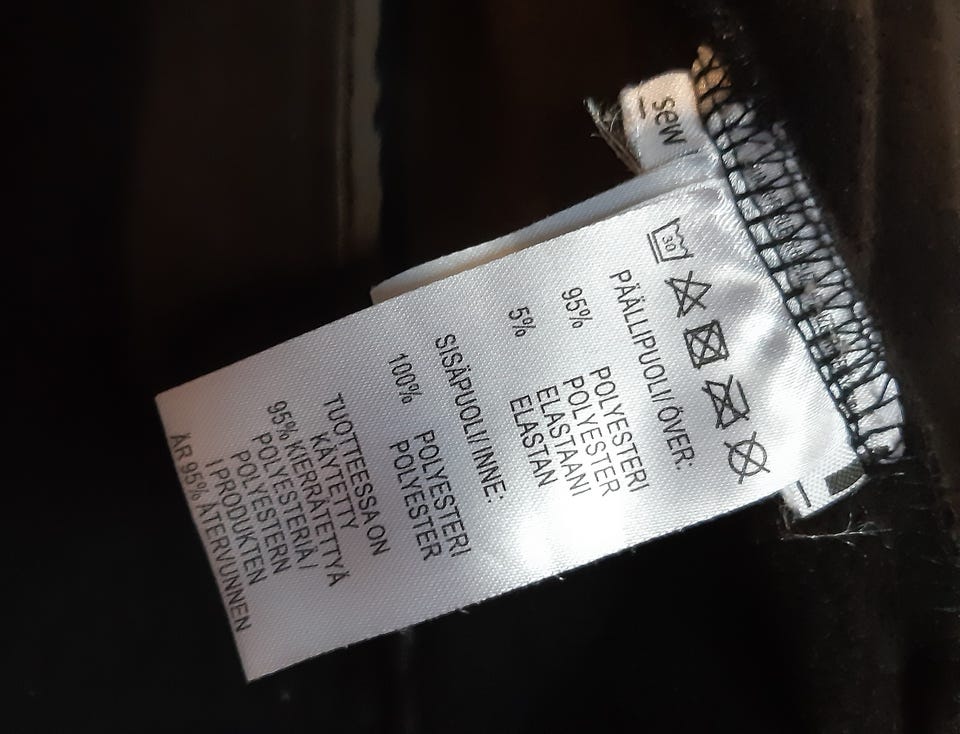 sew
30
PÄÄLLIPUOLI/ÖVER:
95% POLYESTERI
POLYESTER
5% ELASTAANI
ELASTAN
SISÄPUOLI/INNE:
100% POLYESTERI
POLYESTER
TUOTTEESSA ON
KÄYTETTY
95% KIERRÄTETTYÄ
POLYESTERIÄ/
POLYESTERN
I PRODUKTEN
ÄR 95% ÅTERVUNNEN